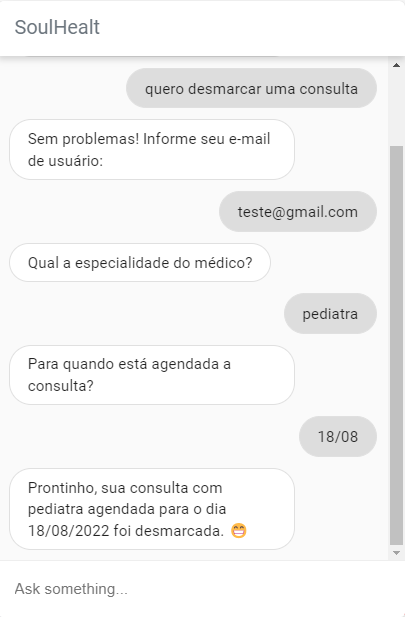 SoulHealt
quero desmarcar uma consulta
Sem problemas! Informe seu e-mail
de usuário:
teste@gmail.com
Qual a especialidade do médico?
pediatra
Para quando está agendada a
consulta?
18/08
Prontinho, sua consulta com
pediatra agendada para o dia
18/08/2022 foi desmarcada. 😁
Ask something...